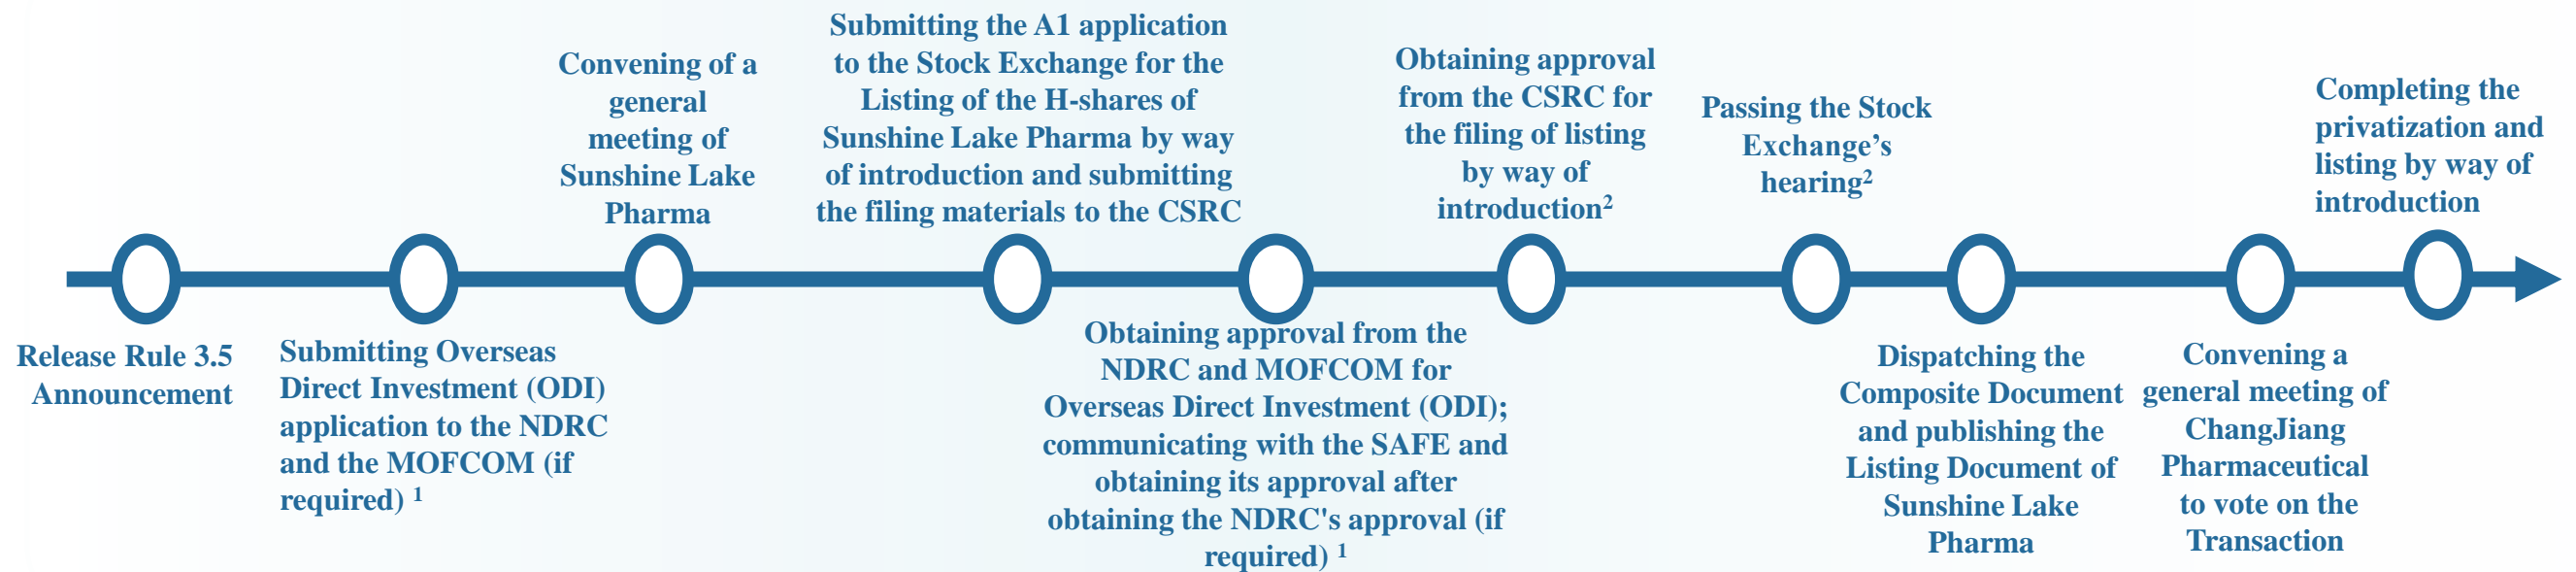 Release Rule 3.5
Announcement
Submitting Overseas
Direct Investment (ODI)
application to the NDRC
and the MOFCOM (if
required) 1
Convening of a
general
meeting of
Sunshine Lake
Pharma
Submitting the A1 application
to the Stock Exchange for the
Listing of the H-shares of
Sunshine Lake Pharma by way
of introduction and submitting
the filing materials to the CSRC
Obtaining approval from the
NDRC and MOFCOM for
Overseas Direct Investment (ODI);
communicating with the SAFE and
obtaining its approval after
obtaining the NDRC's approval (if
required) 1
Obtaining approval
from the CSRC for
the filing of listing
by way of
introduction2
Passing the Stock
Exchange’s
hearing2
Dispatching the
Composite Document
and publishing the
Listing Document of
Sunshine Lake
Pharma
Convening a
general meeting of
ChangJiang
Pharmaceutical
to vote on the
Transaction
Completing the
privatization and
listing by way of
introduction